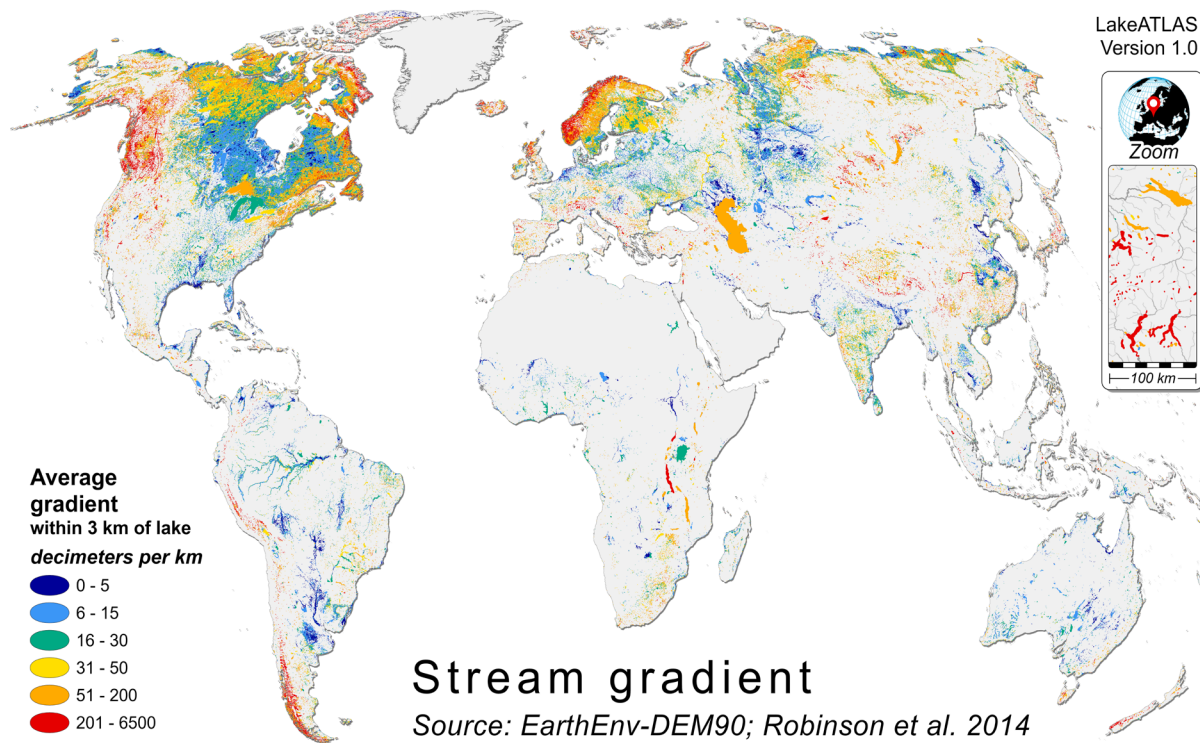 LakeATLAS
Version 1.0
Zoom
100 km
Average
gradient
within 3 km of lake
decimeters per km
0 - 5
6 - 15
16 - 30
31 - 50
51 - 200
201 - 6500
Stream gradient
Source: EarthEnv-DEM90; Robinson et al. 2014